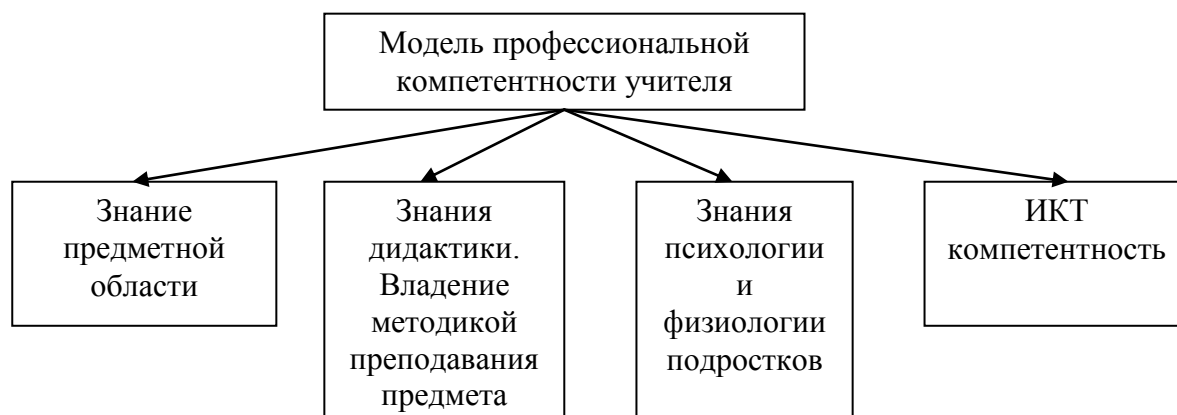 Модель профессиональной
компетентности учителя
Знание
предметной
области
Знания
дидактики.
Владение
методикой
преподавания
предмета
Знания
психологии
и
физиологии
подростков
ИКТ
компетентность